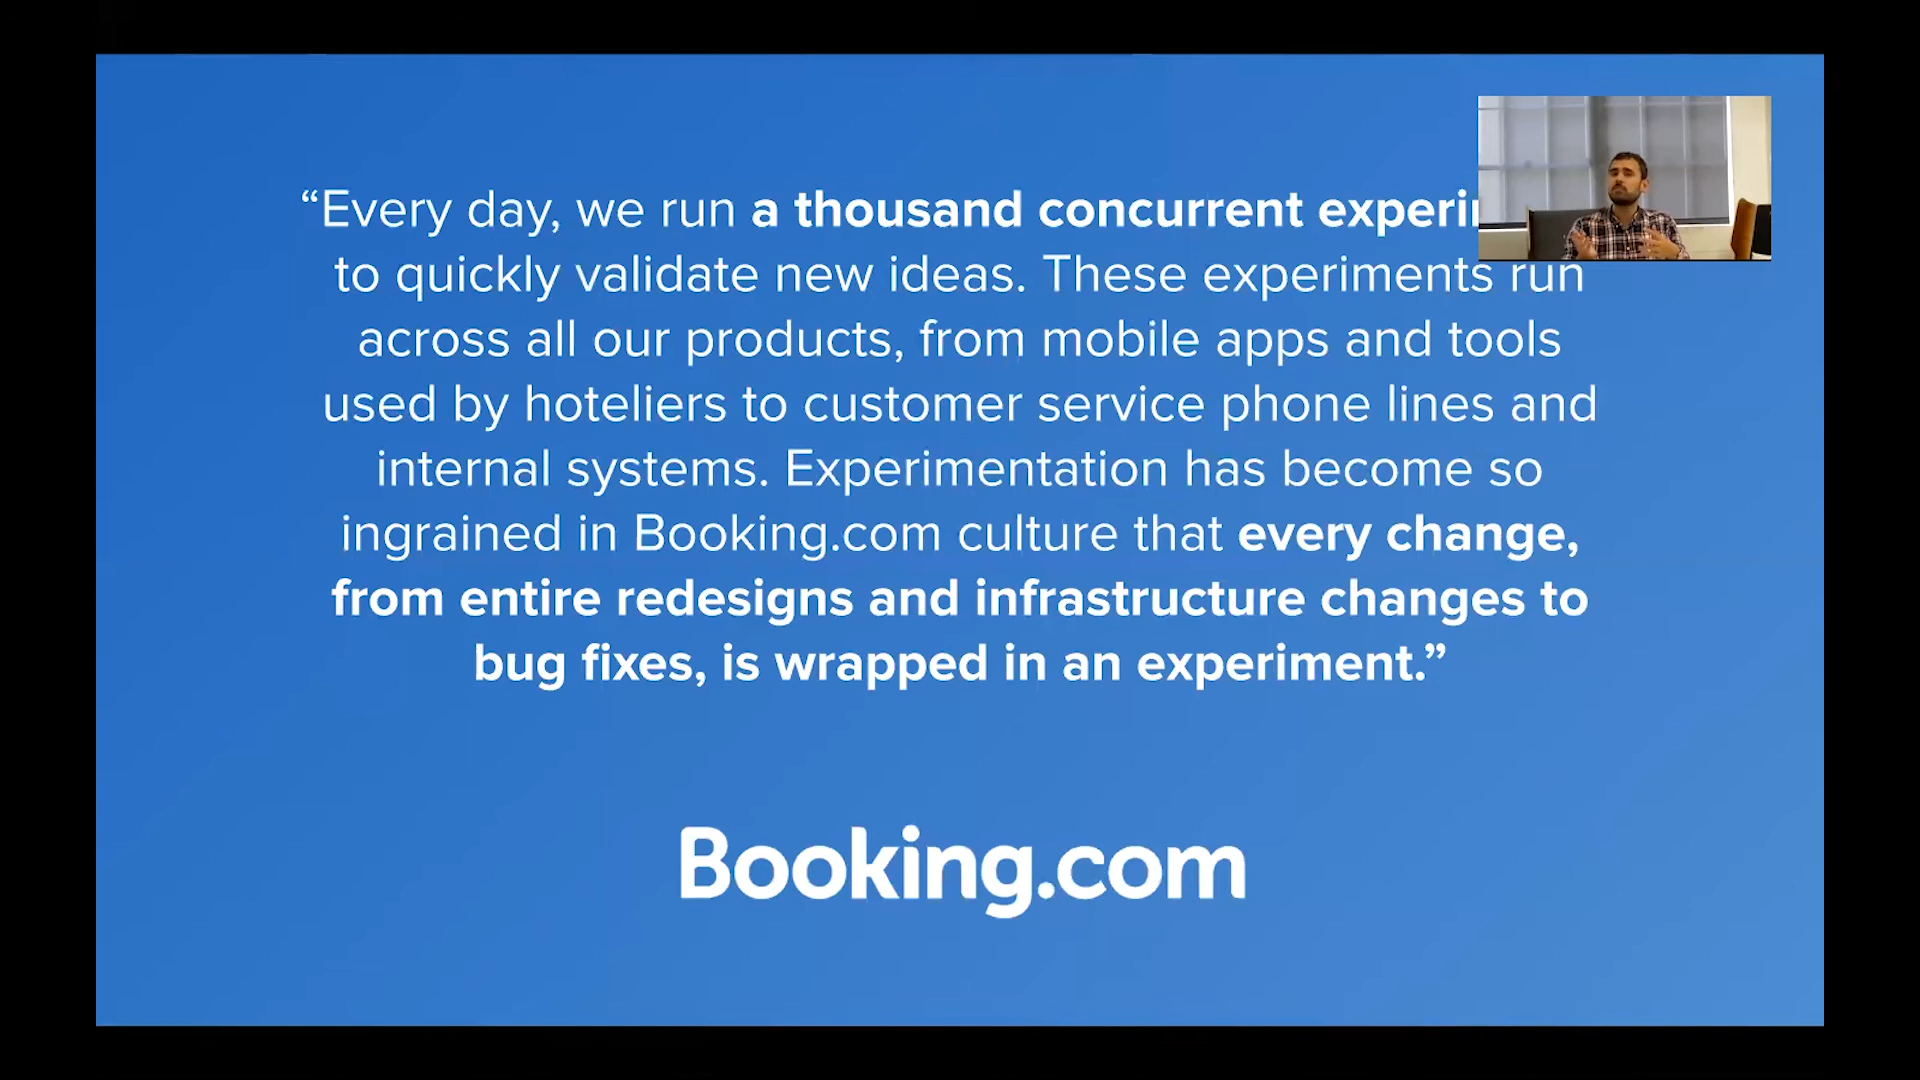 “Every day, we run a thousand concurrent
to quickly validate new ideas. These experiments run
across all our products, from mobile apps and tools
used by hoteliers to customer service phone lines and
internal systems. Experimentation has become so
ingrained in Booking.com culture that every change,
from entire redesigns and infrastructure changes to
bug fixes, is wrapped in an experiment.”
Booking.com